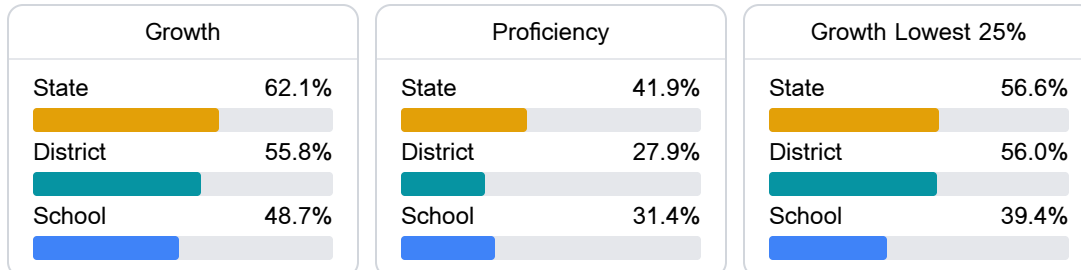 Growth
State 62.1%
District 55.8%
School 48.7%
Proficiency
State 41.9%
District 27.9%
School 31.4%
Growth Lowest 25%
State 56.6%
District 56.0%
School 39.4%